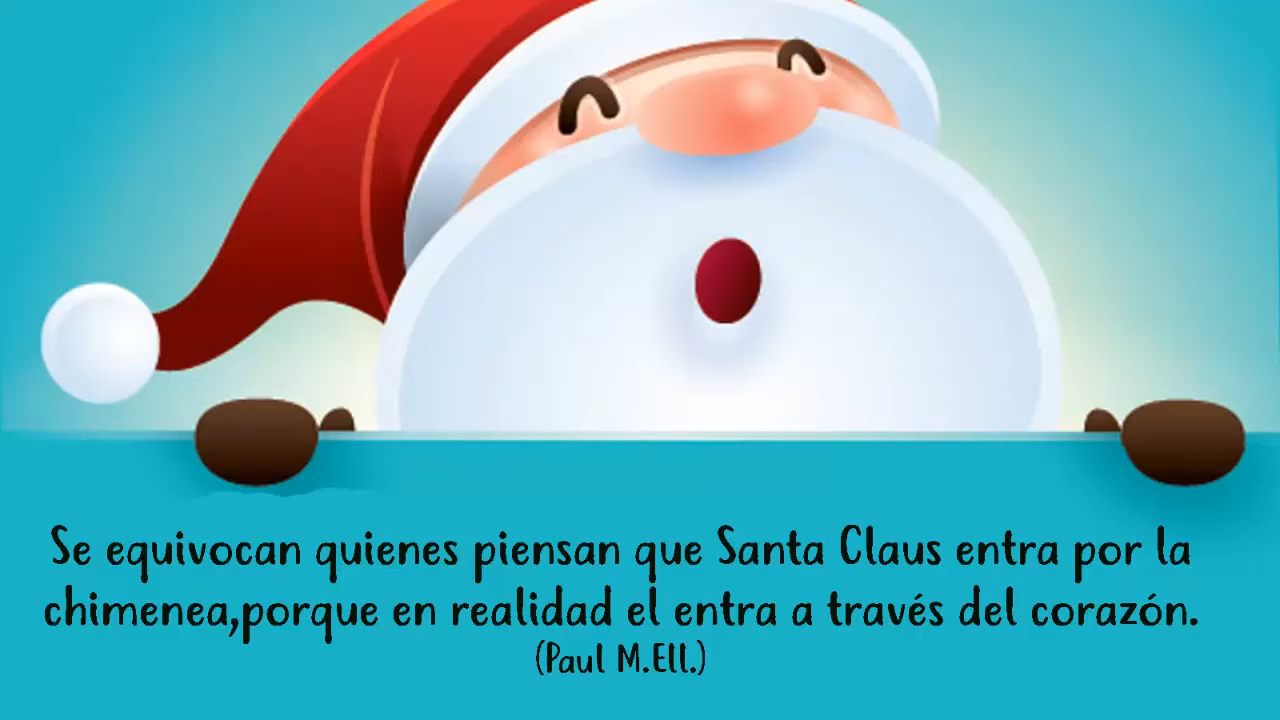 Se equivocan quienes piensan que Santa Claus entra por la
chimenea,porque en realidad el entra a través del corazón.
(Paul M.Ell.)